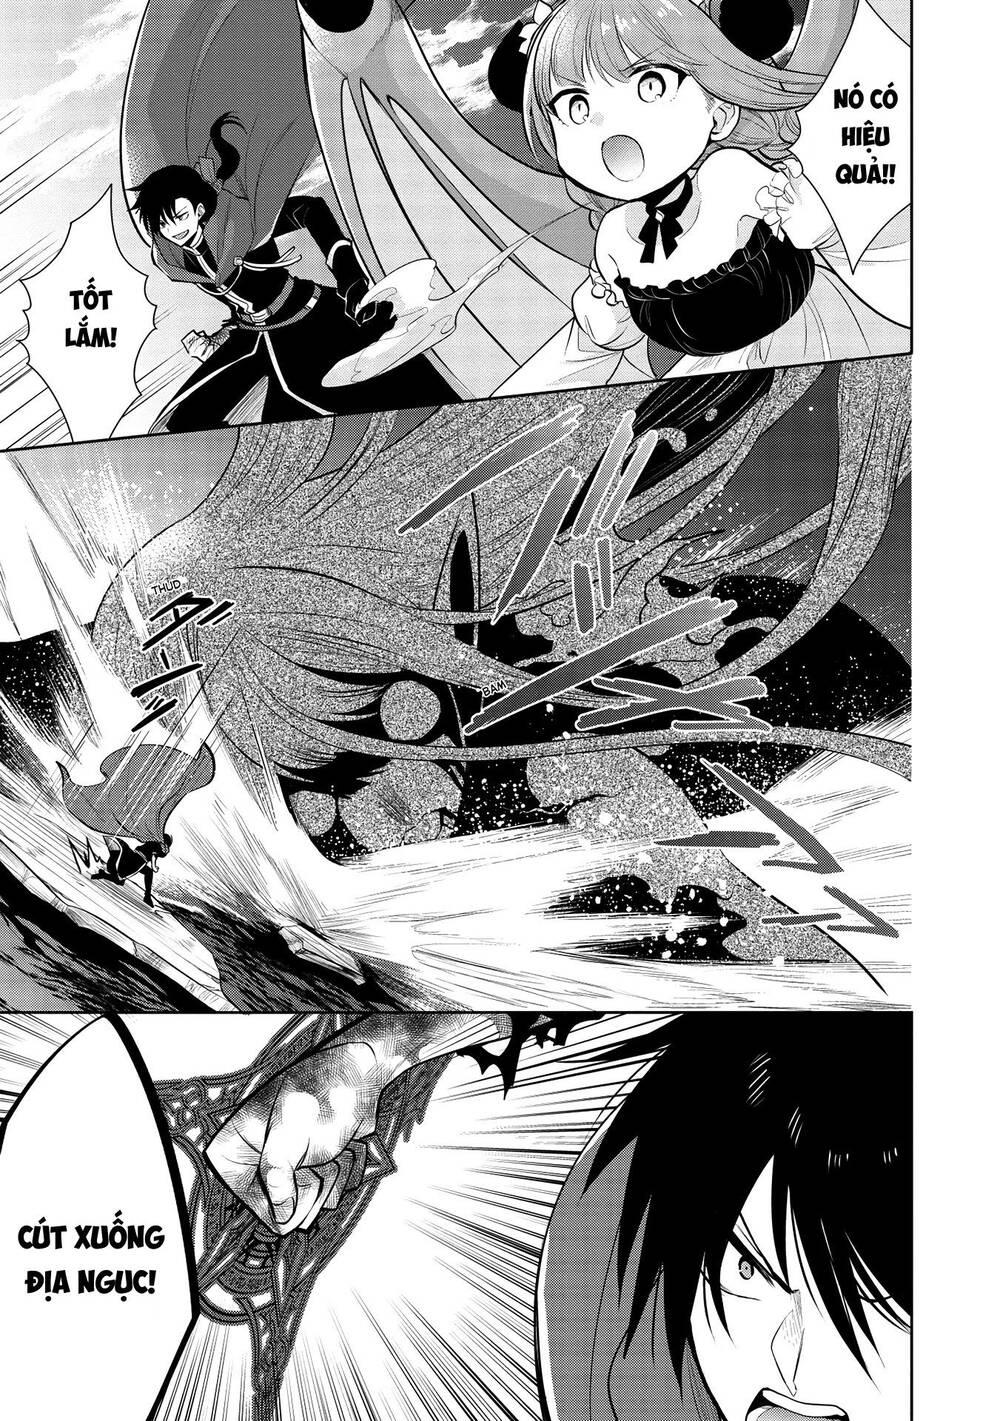 NÓ CÓ
HIỆU
QUẢ!!
TỐT
LẮM!
THUD
BAM
CÚT XUỐNG
ĐỊA NGỤC!